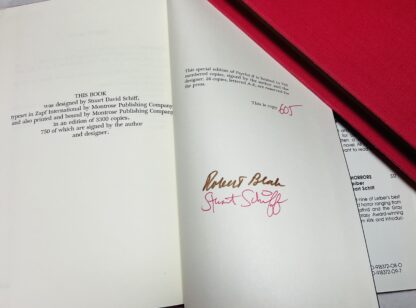 THIS BOOK
was designed by Stuart David Schiff,
typeset in Zapf International by Montrose Publishing Company
and also printed and bound by Montrose Publishing Company
in an edition of 3300 copies,
750 of which are signed by the author
and designer.
This special edition of Psycho II is limited to 750
numbered copies, signed by the author, and the
designer. 26 copies, lettered A-Z, are reserved for
the press.
This is copy 605
Robert Bloch
Stuart Schiff
HORRORS